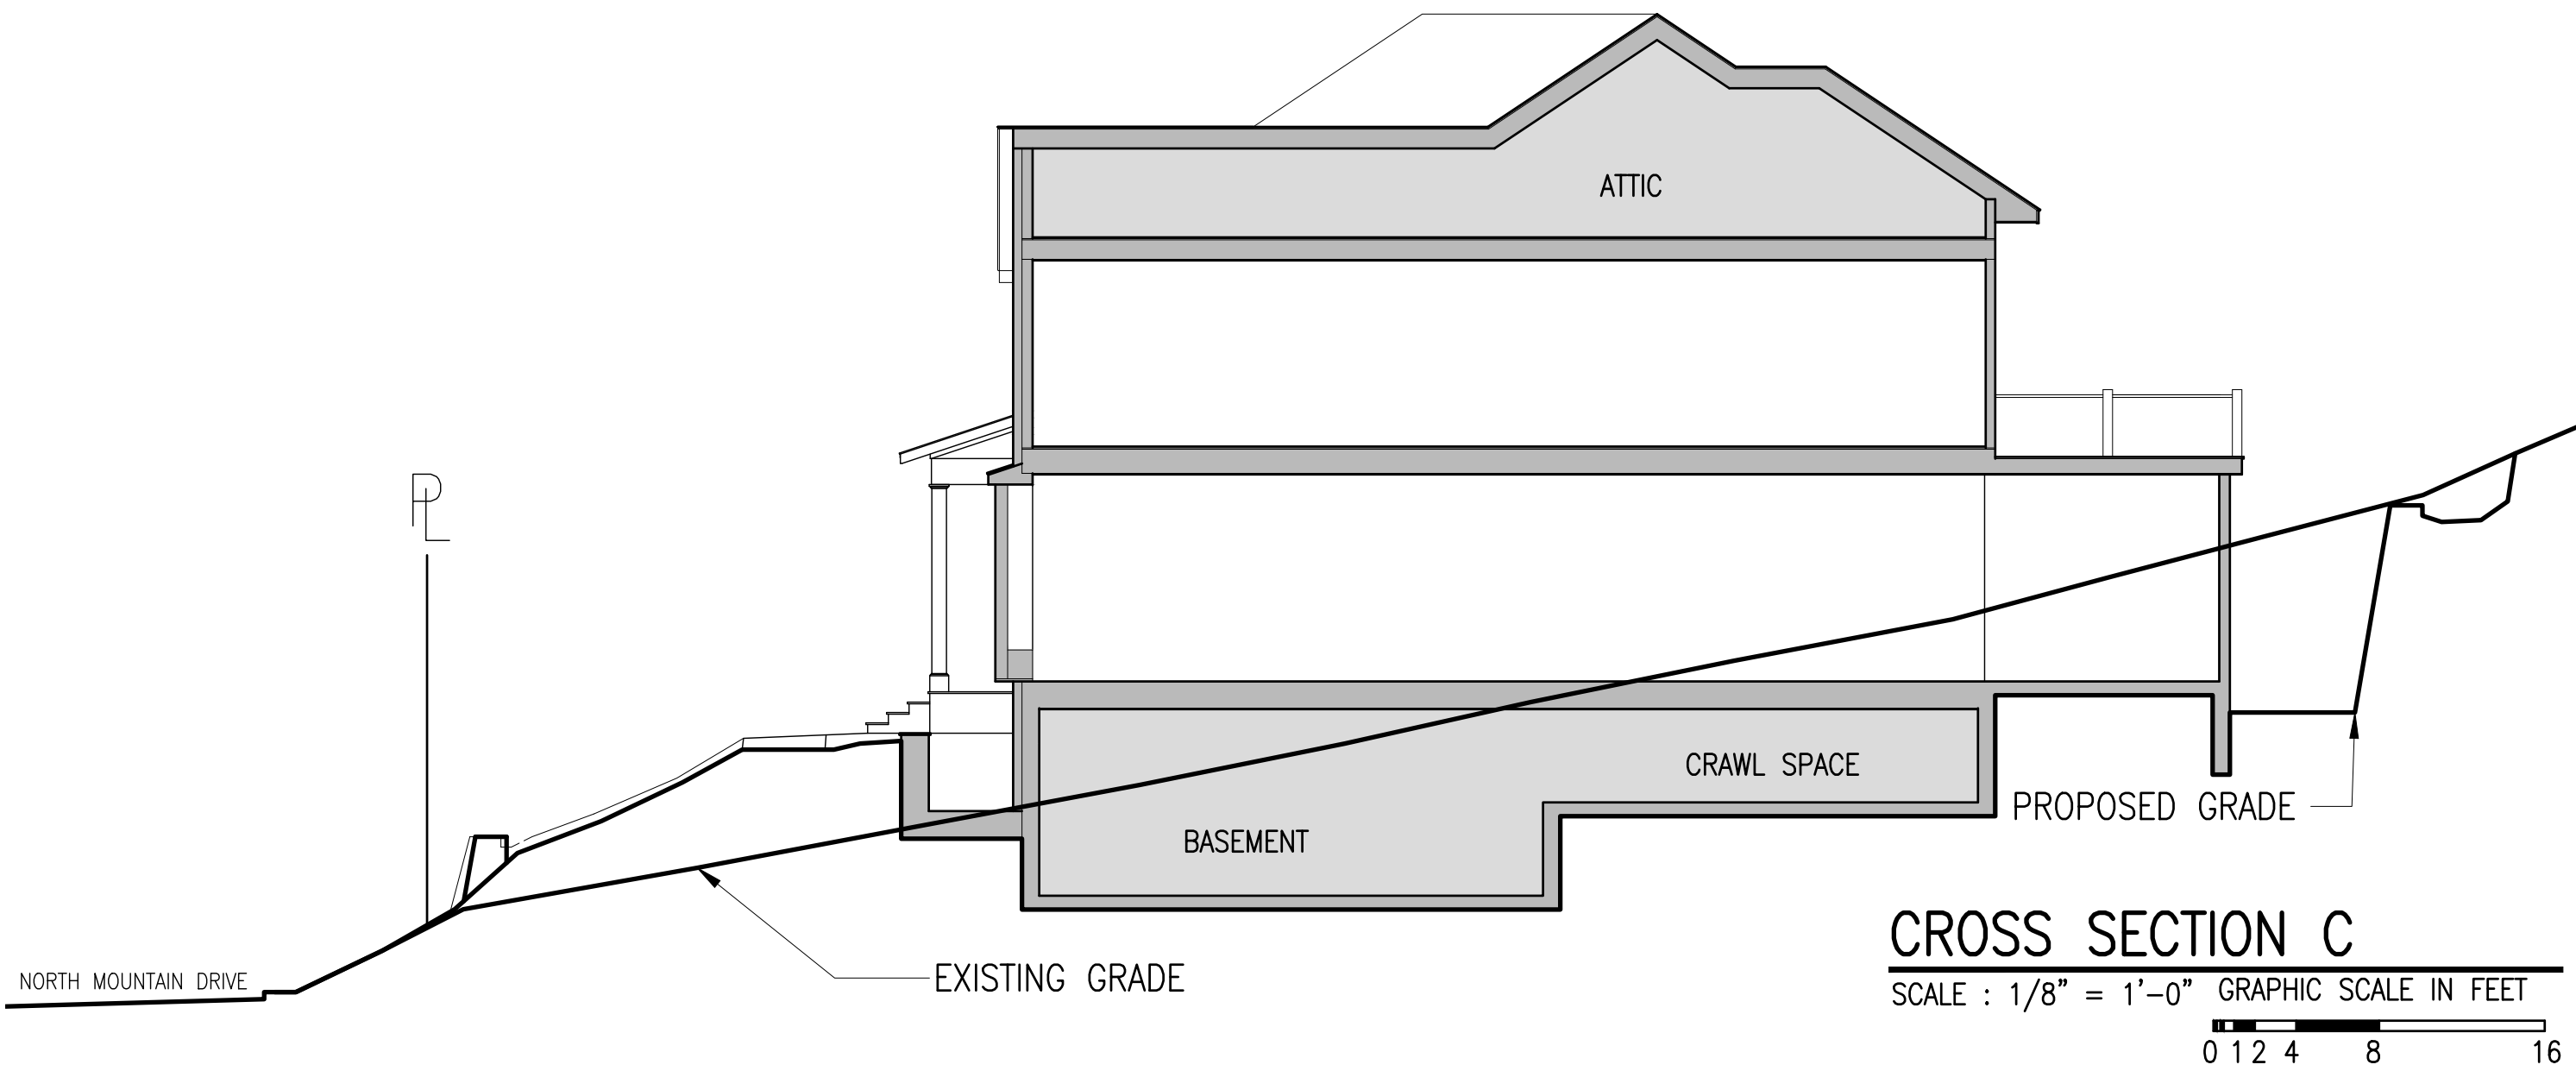 ATTIC
PL
CRAWL SPACE
PROPOSED GRADE
BASEMENT
EXISTING GRADE
NORTH MOUNTAIN DRIVE
CROSS SECTION C
SCALE : 1/8" = 1'-0" GRAPHIC SCALE IN FEET
0 1 2 4 8 16